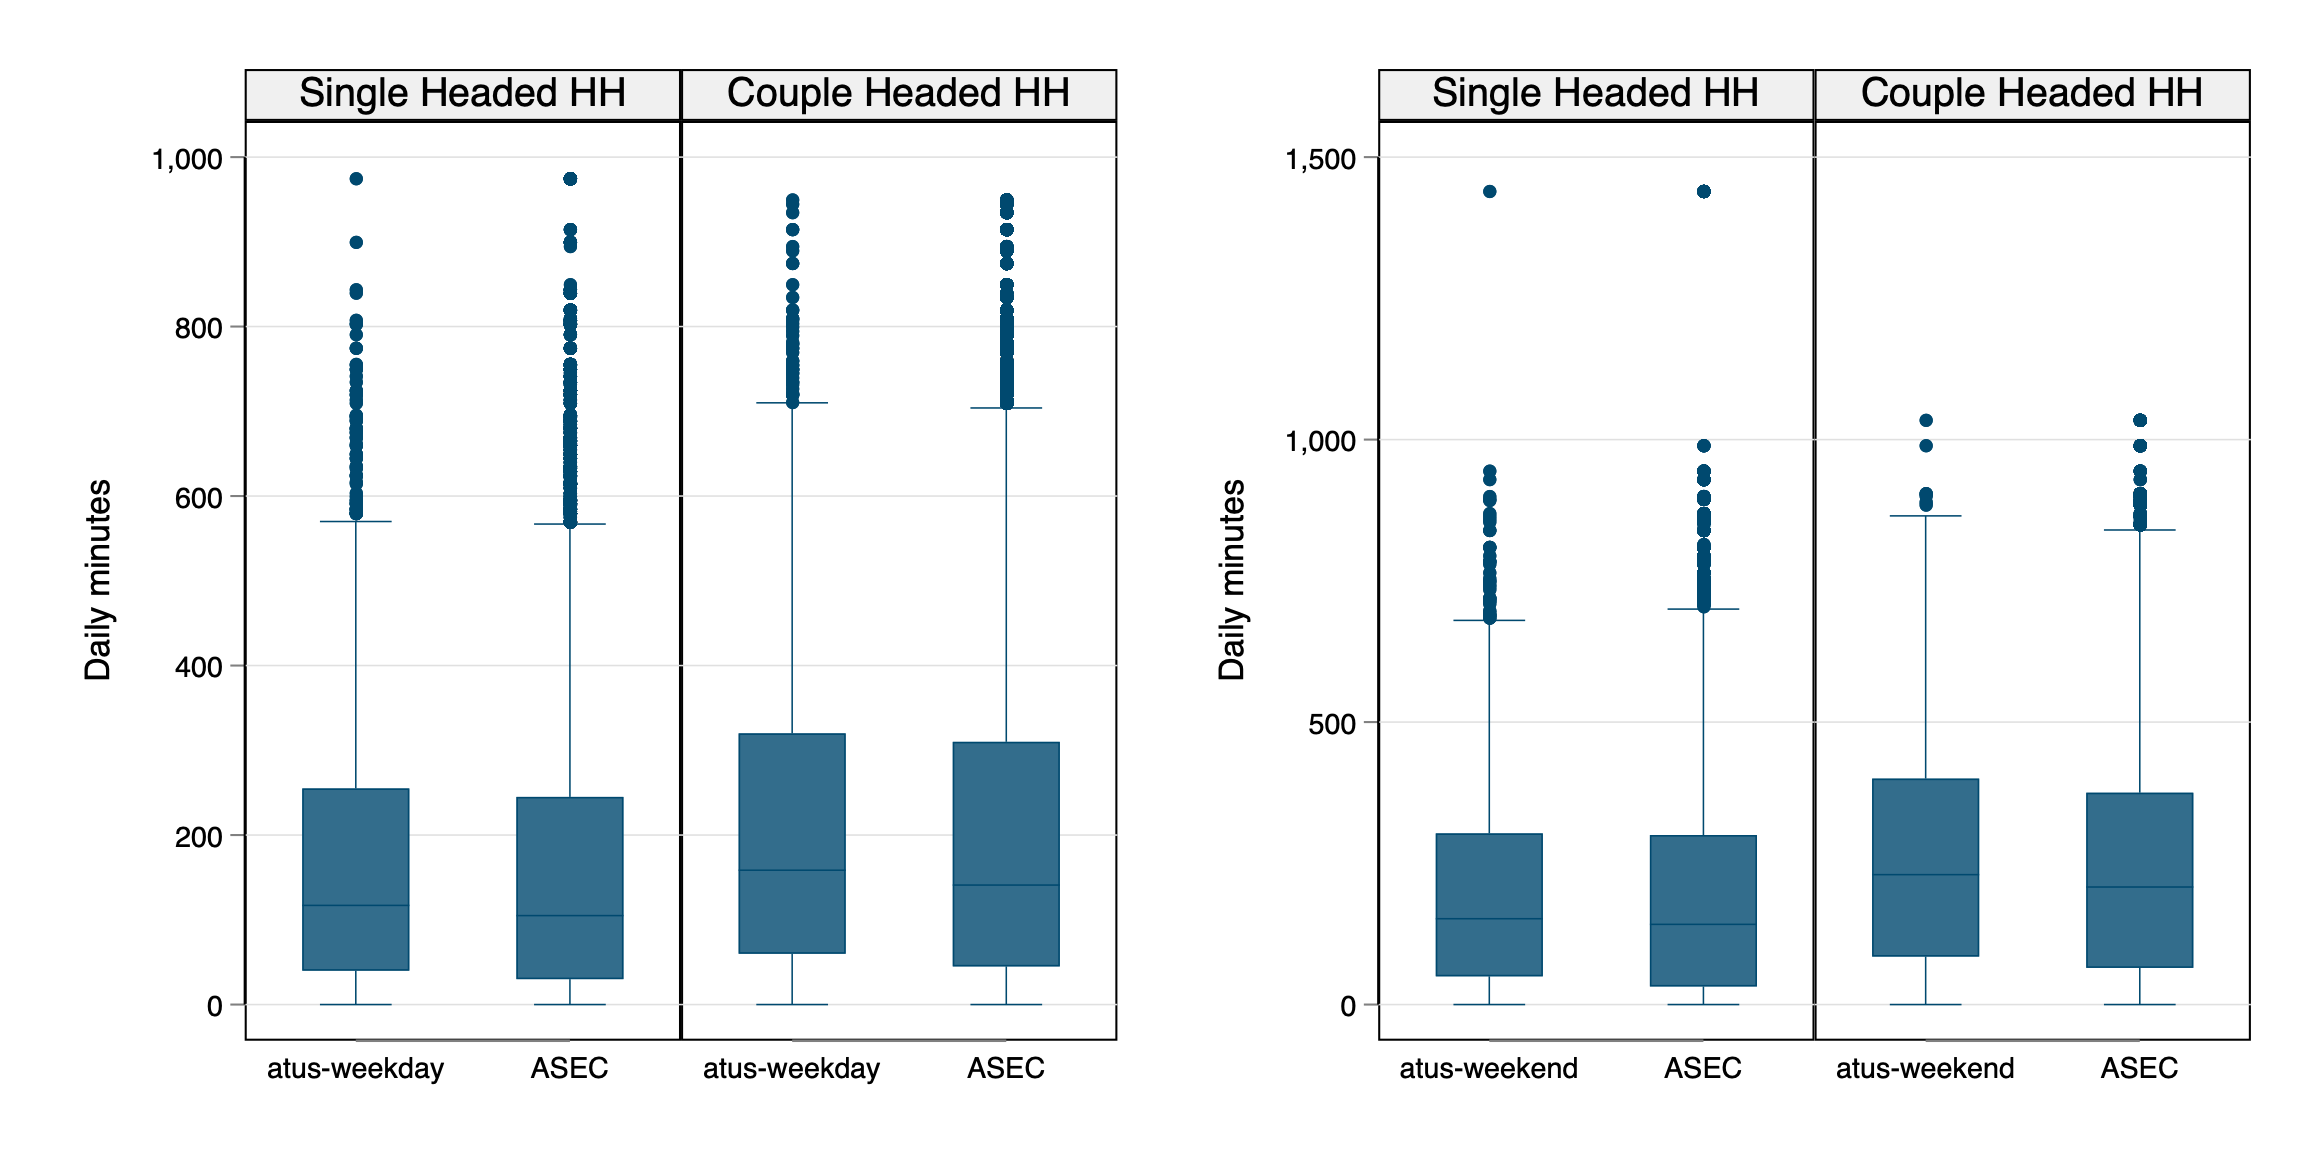 Single Headed HH
Couple Headed HH
Daily minutes
1,000
800
600
400
200
0
atus-weekday
ASEC
atus-weekday
ASEC
Single Headed HH
Couple Headed HH
Daily minutes
1,500
1,000
500
0
atus-weekend
ASEC
atus-weekend
ASEC